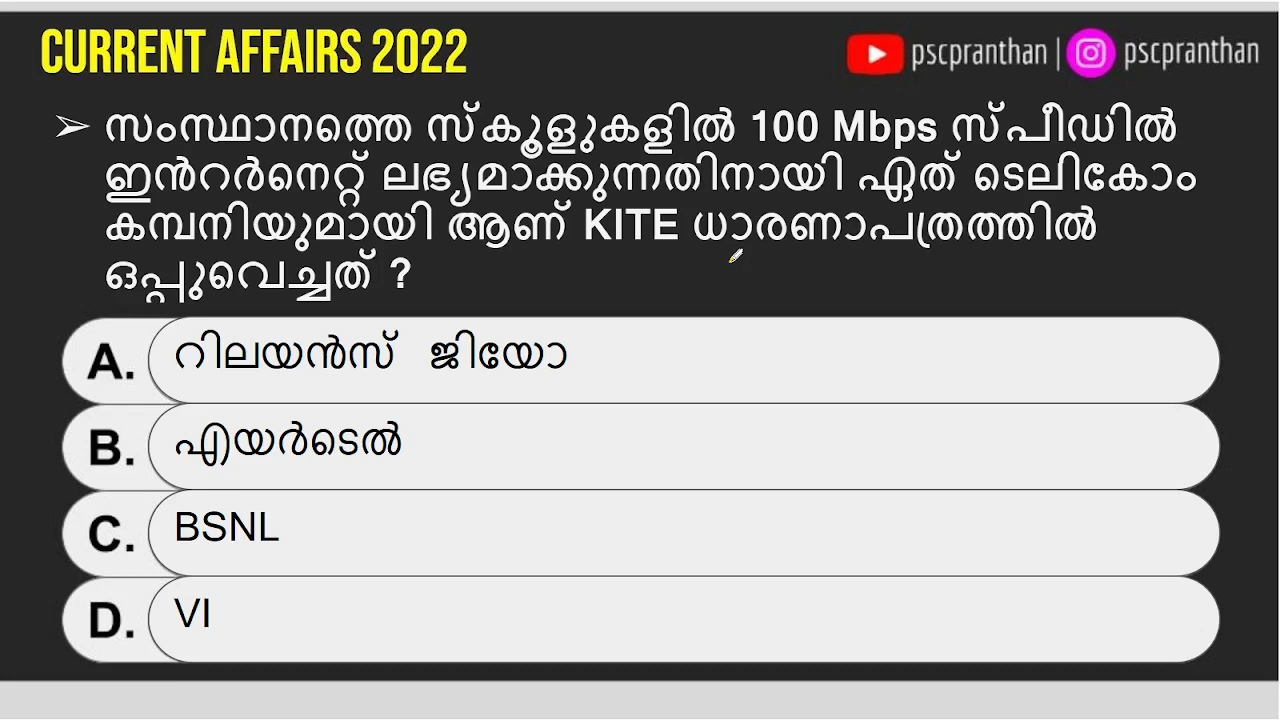 CURRENT AFFAIRS 2022
pscpranthan | pscpranthan
➢ സംസ്ഥാനത്തെ സ്കൂളുകളിൽ 100 Mbps സ്പീഡിൽ
ഇൻറർനെറ്റ് ലഭ്യമാക്കുന്നതിനായി ഏത് ടെലികോം
കമ്പനിയുമായി ആണ് KITE ധാരണാപത്രത്തിൽ
ഒപ്പുവെച്ചത് ?
A. റിലയൻസ് ജിയോ
B. എയർടെൽ
C. BSNL
D. VI